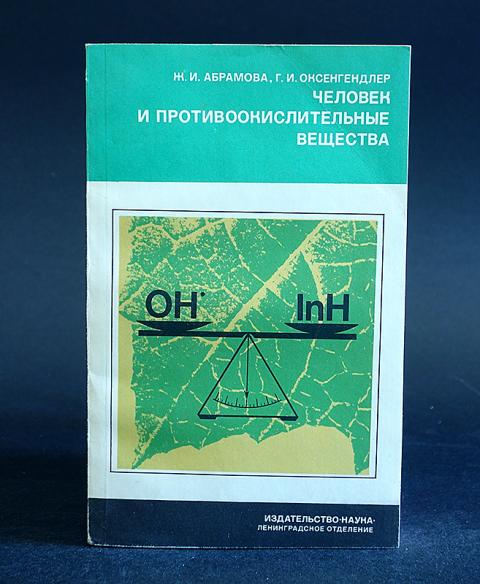 Ж. И. АБРАМОВА, Г. И. ОКСЕНГЕНДЛЕР
ЧЕЛОВЕК
И ПРОТИВООКИСЛИТЕЛЬНЫЕ
ВЕЩЕСТВА
OH• InH
ИЗДАТЕЛЬСТВО·НАУКА·
ЛЕНИНГРАДСКОЕ ОТДЕЛЕНИЕ